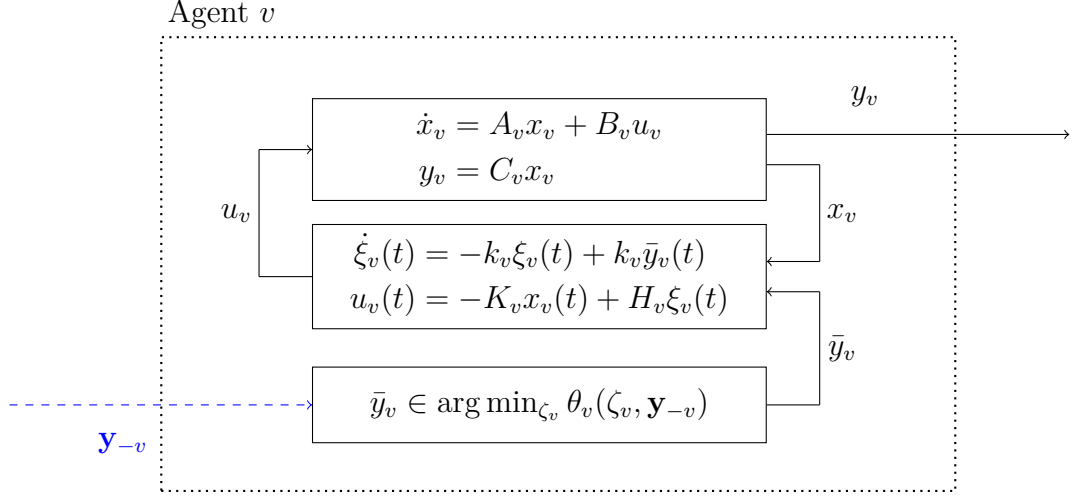 Agent v
ẋ_v = A_v x_v + B_v u_v
y_v = C_v x_v
y_v
u_v
x_v
ξ̇_v(t) = −k_v ξ_v(t) + k_v ȳ_v(t)
u_v(t) = −K_v x_v(t) + H_v ξ_v(t)
ȳ_v
ȳ_v ∈ arg min_{ζ_v} θ_v(ζ_v, 𝐲_{−v})
𝐲_{−v}